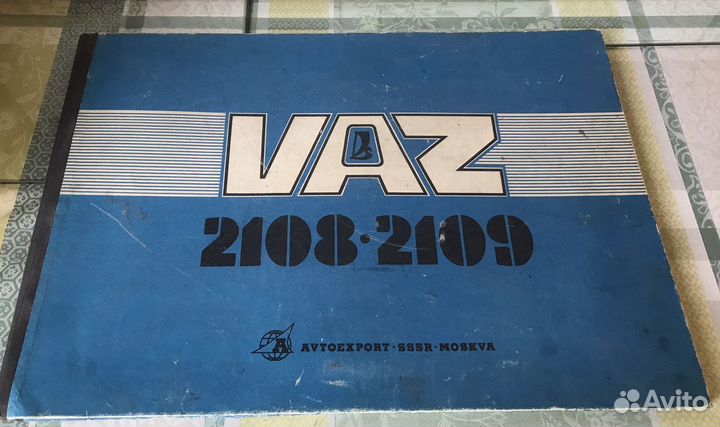 VAZ
2108·2109
A AVTOEXPORT·SSSR·MOSKVA
Avito